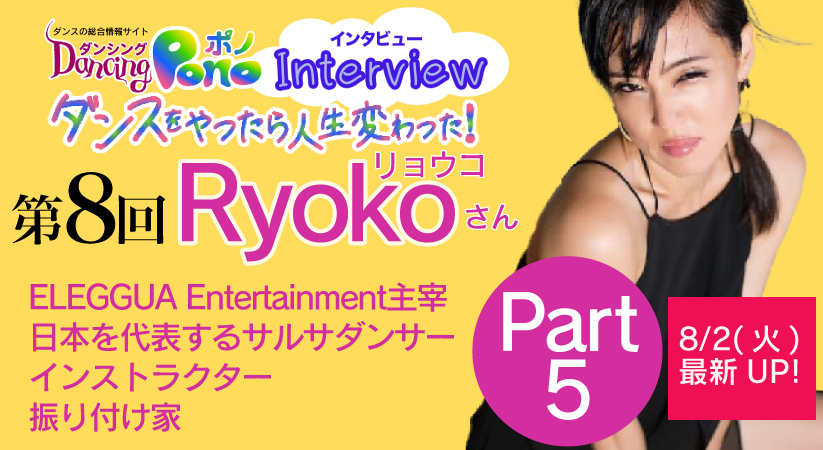 ダンスの総合情報サイト
ダンシング
Dancing
ポノ
Pono
インタビュー
Interview
ダンスをやったら人生変わった!
リョウコ
第8回 Ryokoさん
ELEGGUA Entertainment主宰
日本を代表するサルサダンサー
インストラクター
振り付け家
Part
5
8/2(火)
最新 UP!